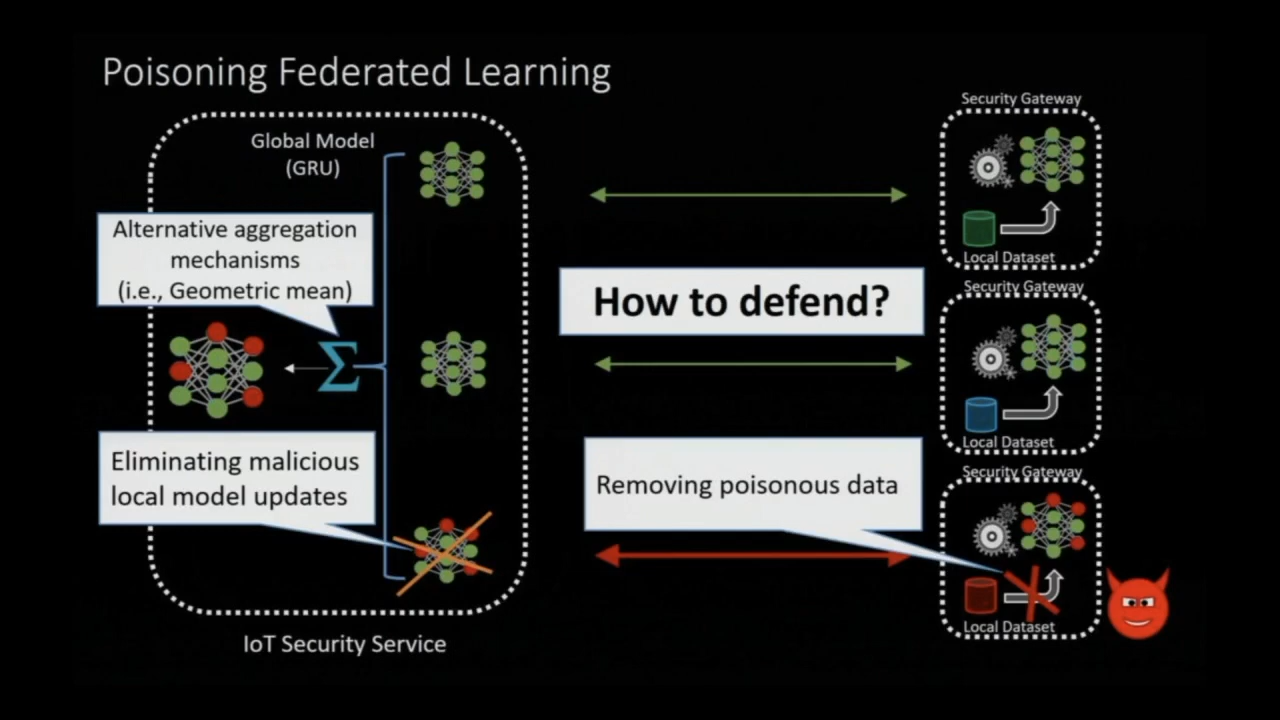 Poisoning Federated Learning
Global Model
(GRU)
Alternative aggregation
mechanisms
(i.e., Geometric mean)
Σ
Eliminating malicious
local model updates
IoT Security Service
How to defend?
Removing poisonous data
Security Gateway
Local Dataset
Security Gateway
Local Dataset
Security Gateway
Local Dataset